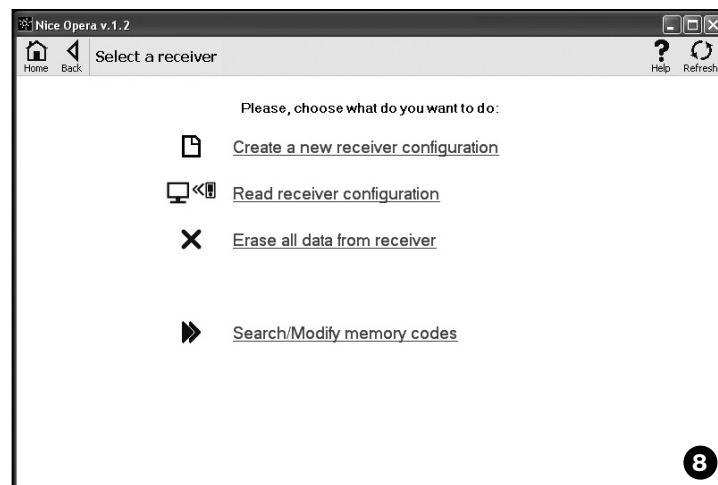 Nice Opera v.1.2
Home Back Select a receiver Help Refresh
Please, choose what do you want to do:
Create a new receiver configuration
Read receiver configuration
Erase all data from receiver
Search/Modify memory codes
8